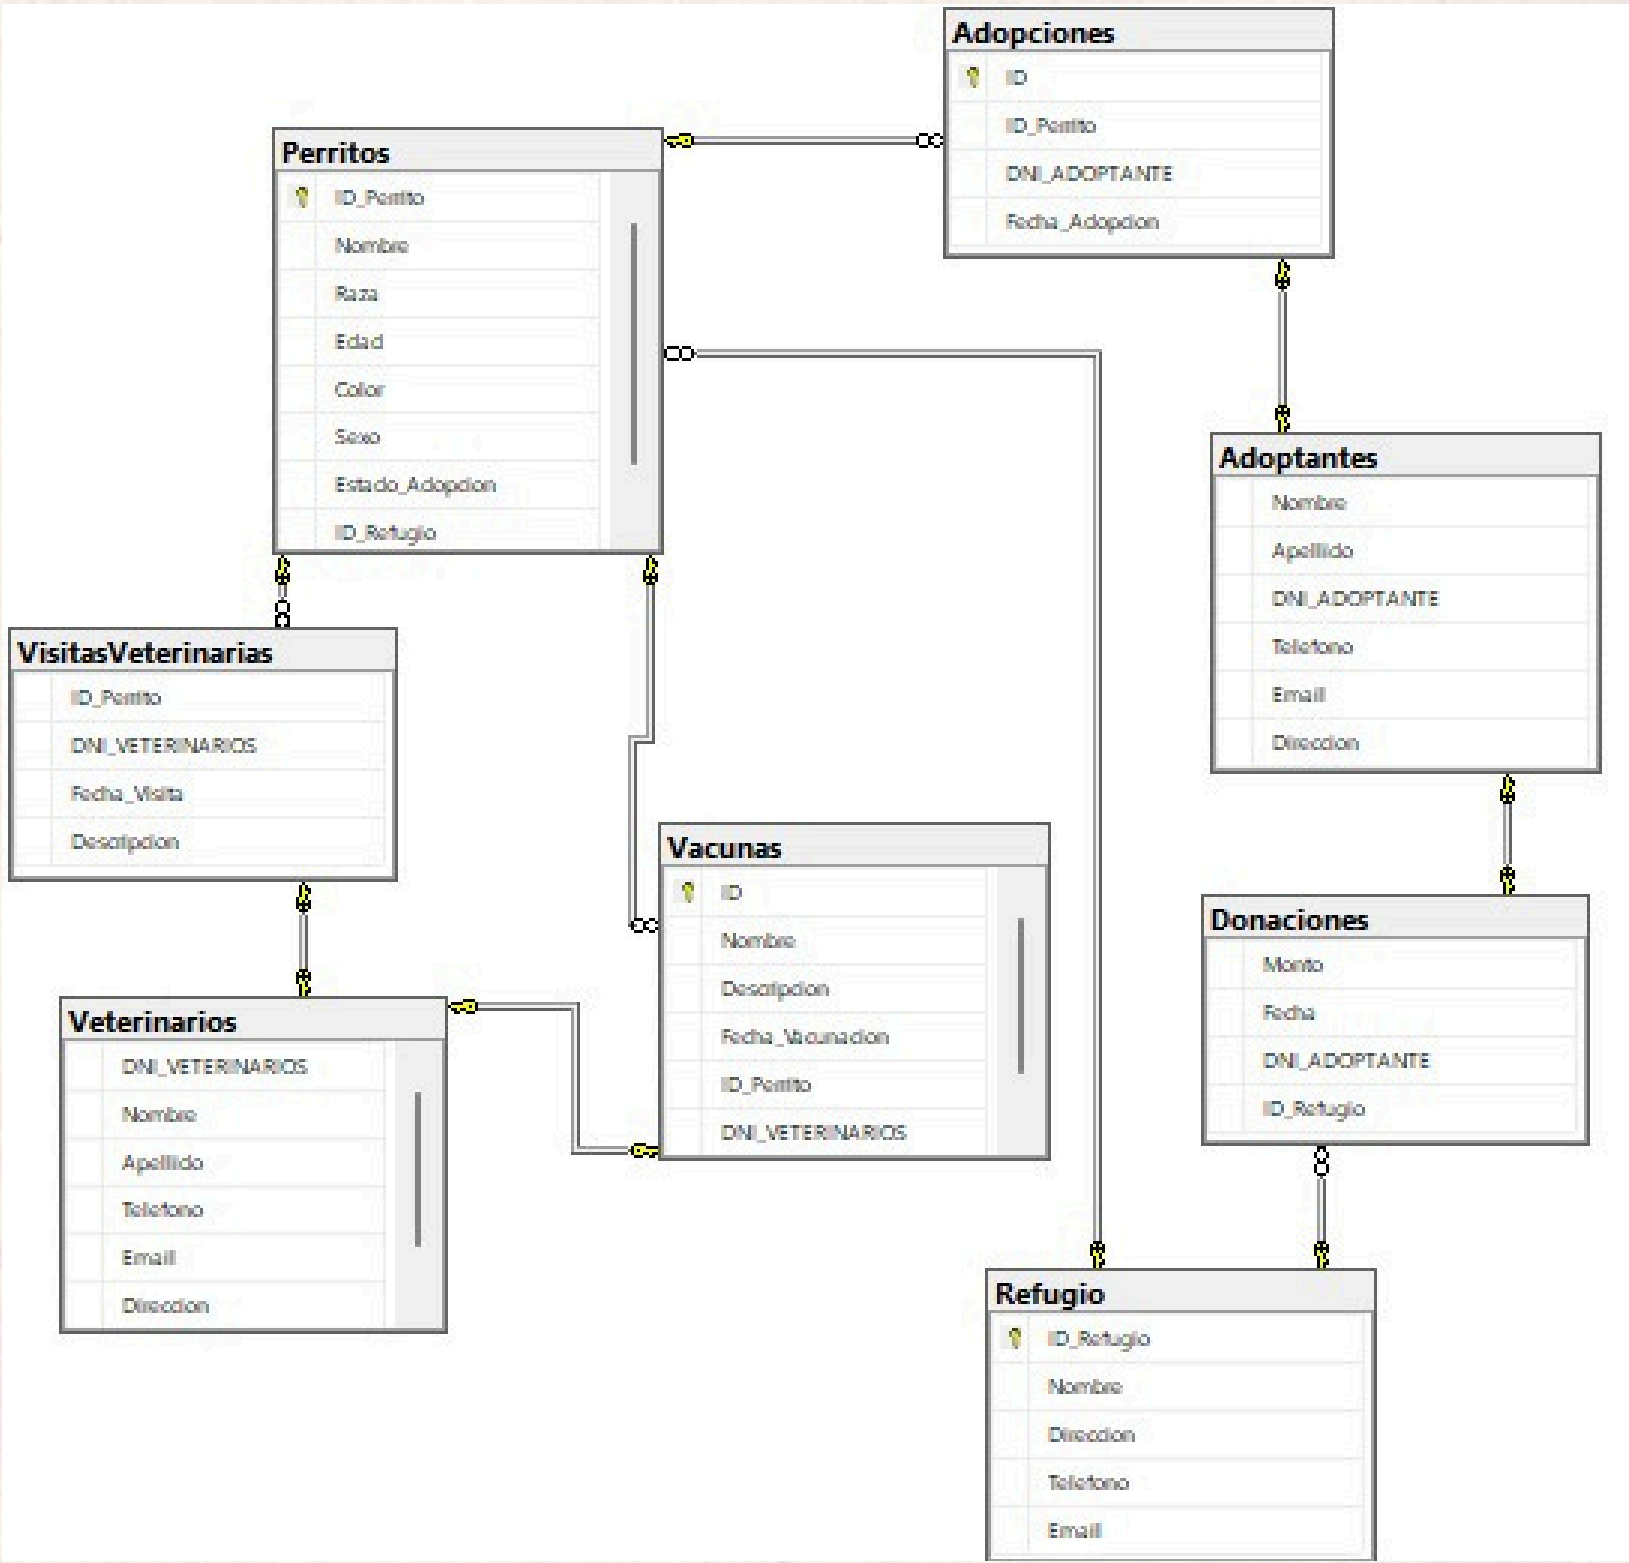 Adopciones
ID
ID_Perrito
DNI_ADOPTANTE
Fecha_Adopcion
Perritos
ID_Perrito
Nombre
Raza
Edad
Color
Sexo
Estado_Adopcion
ID_Refugio
Adoptantes
Nombre
Apellido
DNI_ADOPTANTE
Telefono
Email
Direccion
VisitasVeterinarias
ID_Perrito
DNI_VETERINARIOS
Fecha_Visita
Descripcion
Vacunas
ID
Nombre
Descripcion
Fecha_Vacunacion
ID_Perrito
DNI_VETERINARIOS
Donaciones
Monto
Fecha
DNI_ADOPTANTE
ID_Refugio
Veterinarios
DNI_VETERINARIOS
Nombre
Apellido
Telefono
Email
Direccion
Refugio
ID_Refugio
Nombre
Direccion
Telefono
Email